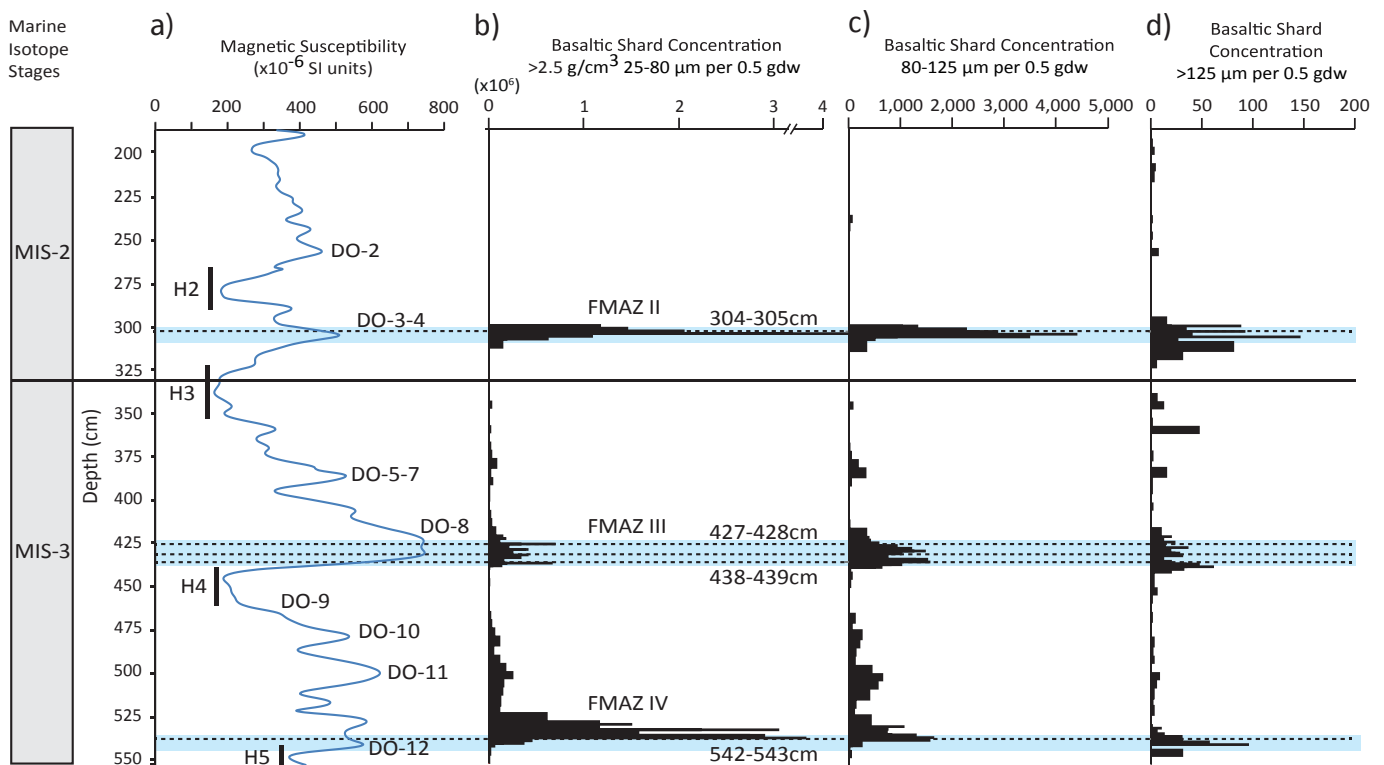 Marine
Isotope
Stages
a)
Magnetic Susceptibility
(x10⁻⁶ SI units)
b)
Basaltic Shard Concentration
>2.5 g/cm³ 25-80 µm per 0.5 gdw
(x10⁶)
c)
Basaltic Shard Concentration
80-125 µm per 0.5 gdw
d)
Basaltic Shard
Concentration
>125 µm per 0.5 gdw
0 200 400 600 800
0 1 2 3 4
0 1,000 2,000 3,000 4,000 5,000
0 50 100 150 200
MIS-2
MIS-3
Depth (cm)
200
225
250
275
300
325
350
375
400
425
450
475
500
525
550
DO-2
H2
DO-3-4
H3
DO-5-7
DO-8
H4
DO-9
DO-10
DO-11
DO-12
H5
FMAZ II
304-305cm
FMAZ III
427-428cm
438-439cm
FMAZ IV
542-543cm